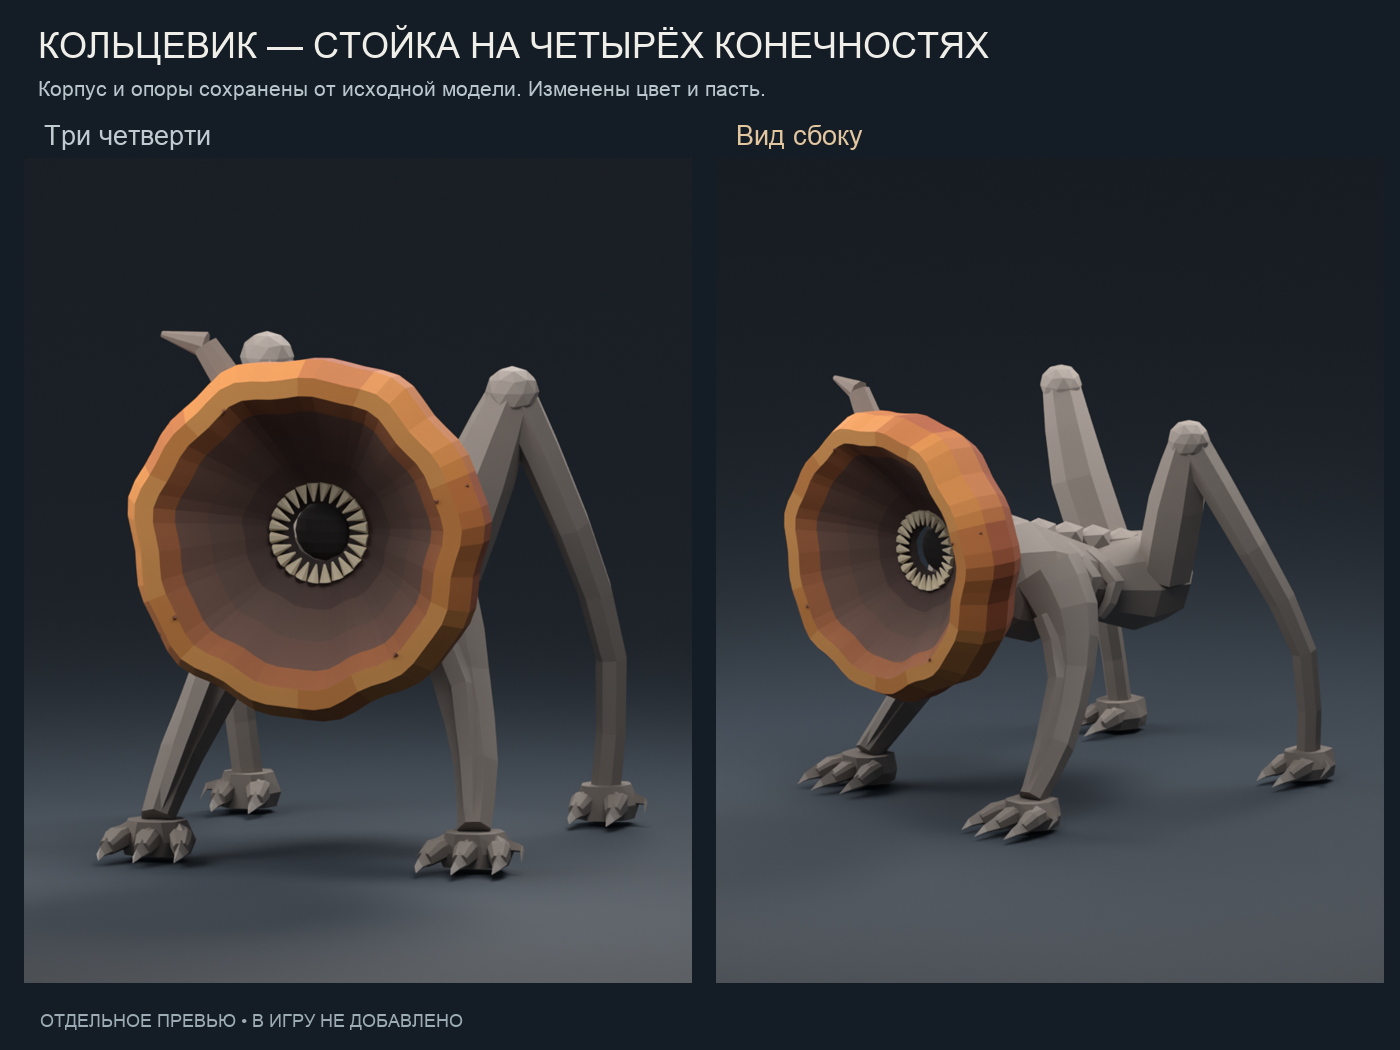 КОЛЬЦЕВИК — СТОЙКА НА ЧЕТЫРЁХ КОНЕЧНОСТЯХ
Корпус и опоры сохранены от исходной модели. Изменены цвет и пасть.
Три четверти
Вид сбоку
ОТДЕЛЬНОЕ ПРЕВЬЮ • В ИГРУ НЕ ДОБАВЛЕНО